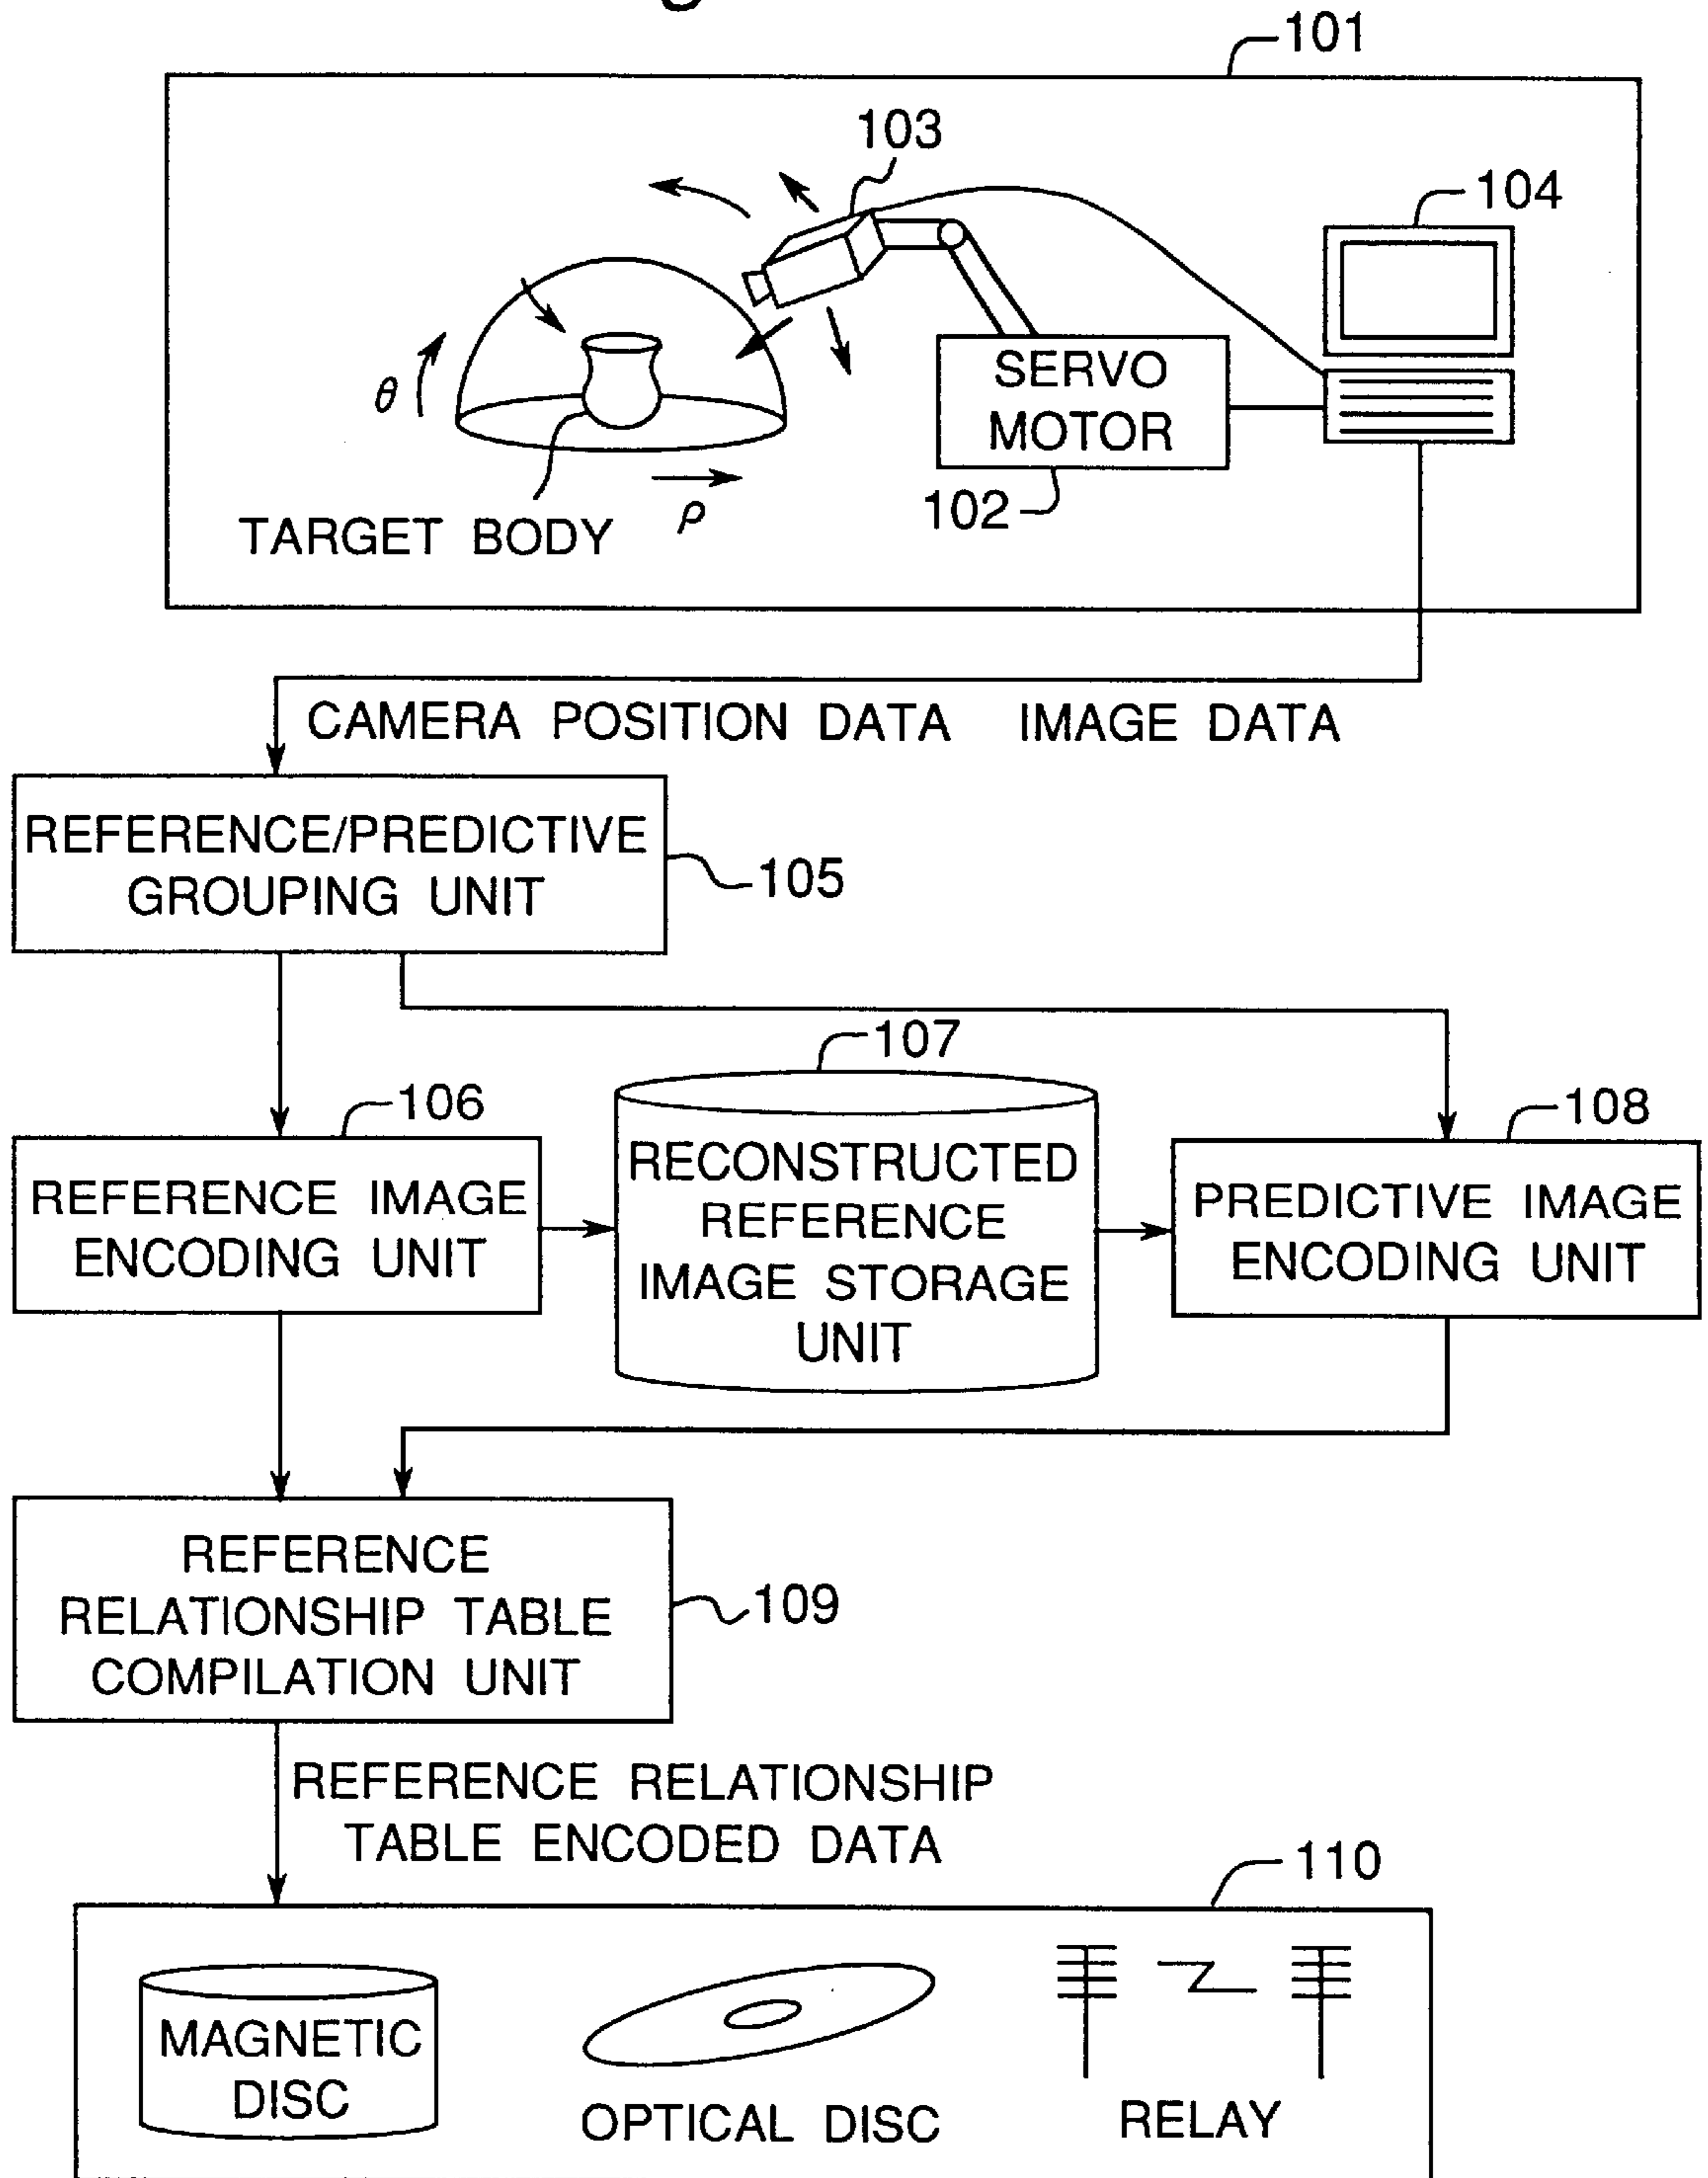 101
103
104
θ
SERVO
MOTOR
102
ρ
TARGET BODY
CAMERA POSITION DATA IMAGE DATA
REFERENCE/PREDICTIVE
GROUPING UNIT
105
107
106
108
REFERENCE IMAGE
ENCODING UNIT
RECONSTRUCTED
REFERENCE
IMAGE STORAGE
UNIT
PREDICTIVE IMAGE
ENCODING UNIT
REFERENCE
RELATIONSHIP TABLE
COMPILATION UNIT
109
REFERENCE RELATIONSHIP
TABLE ENCODED DATA
110
MAGNETIC
DISC
OPTICAL DISC
RELAY